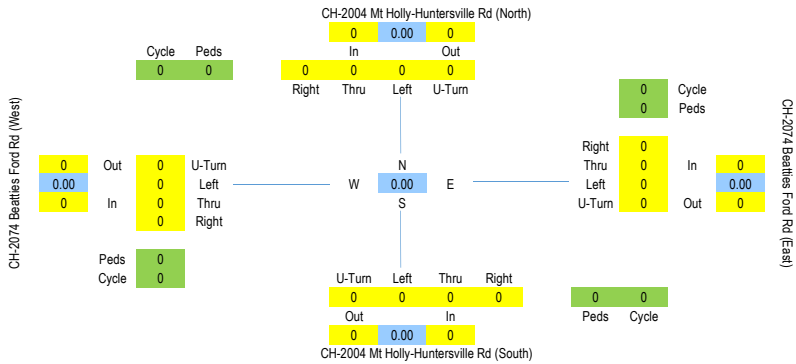 CH-2004 Mt Holly-Huntersville Rd (North)
0 0.00 0
In Out
Cycle Peds
0 0
0 0 0 0
Right Thru Left U-Turn
0 Cycle
0 Peds
CH-2074 Beatties Ford Rd (West)
0 Out 0 U-Turn
0.00 0 Left
0 In 0 Thru
0 Right
N
W 0.00 E
S
Right 0
Thru 0 In 0
Left 0 0.00
U-Turn 0 Out 0
CH-2074 Beatties Ford Rd (East)
Peds 0
Cycle 0
U-Turn Left Thru Right
0 0 0 0
Out In
0 0.00 0
0 0
Peds Cycle
CH-2004 Mt Holly-Huntersville Rd (South)